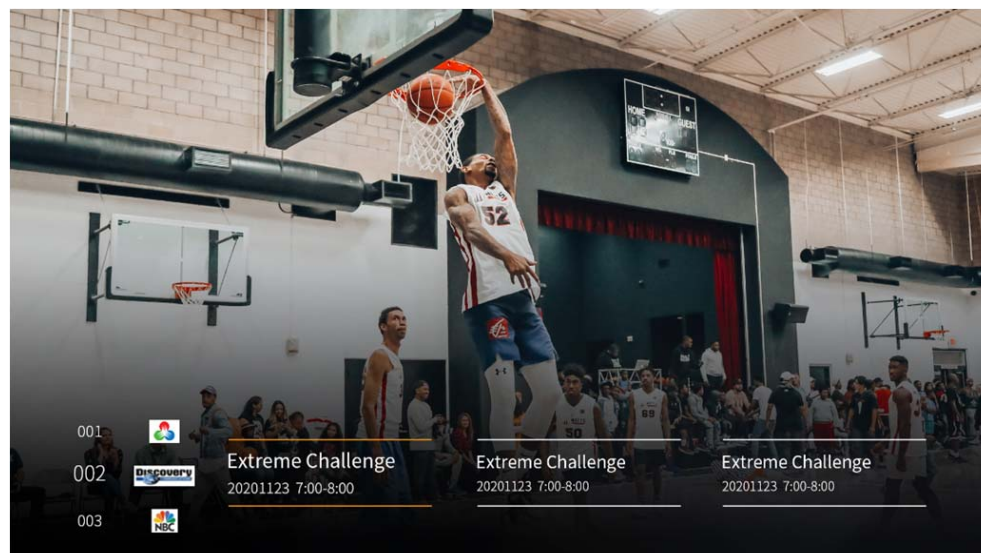 HOME
GUEST
52
69
50
001
002
Discovery
Extreme Challenge
20201123 7:00-8:00
Extreme Challenge
20201123 7:00-8:00
Extreme Challenge
20201123 7:00-8:00
003
NBC